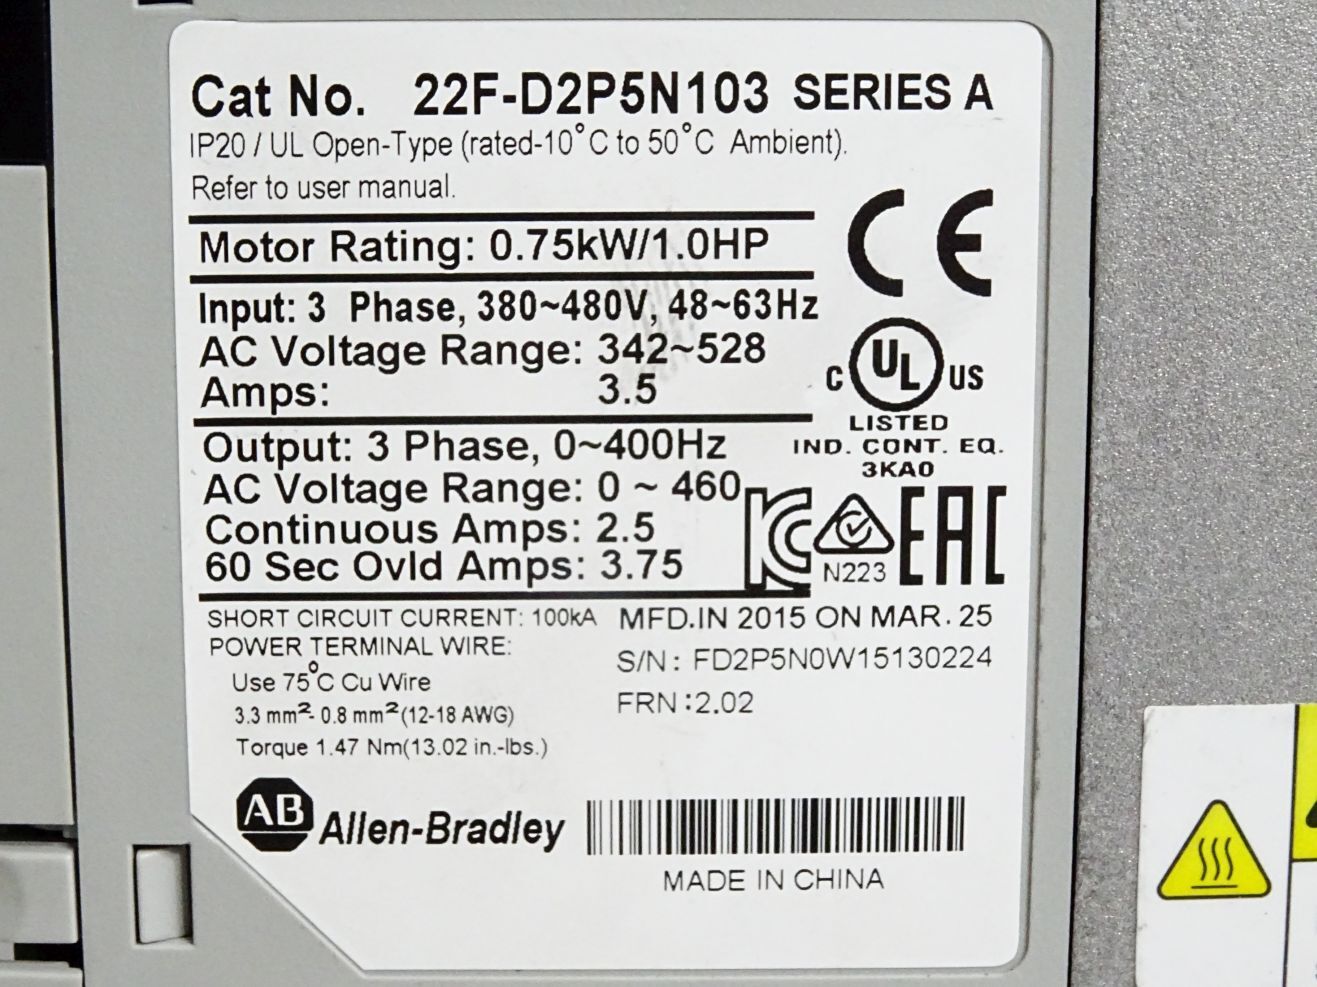 Cat No. 22F-D2P5N103 SERIES A
IP20 / UL Open-Type (rated-10°C to 50°C Ambient).
Refer to user manual.
Motor Rating: 0.75kW/1.0HP
CE
Input: 3 Phase, 380~480V, 48~63Hz
AC Voltage Range: 342~528
Amps: 3.5
C UL US
LISTED
IND. CONT. EQ.
3KA0
Output: 3 Phase, 0~400Hz
AC Voltage Range: 0 ~ 460
Continuous Amps: 2.5
60 Sec Ovld Amps: 3.75
KC
N223
EAC
SHORT CIRCUIT CURRENT: 100kA
POWER TERMINAL WIRE:
Use 75°C Cu Wire
3.3 mm²- 0.8 mm²(12-18 AWG)
Torque 1.47 Nm(13.02 in.-lbs.)
MFD.IN 2015 ON MAR. 25
S/N: FD2P5N0W15130224
FRN:2.02
AB Allen-Bradley
MADE IN CHINA